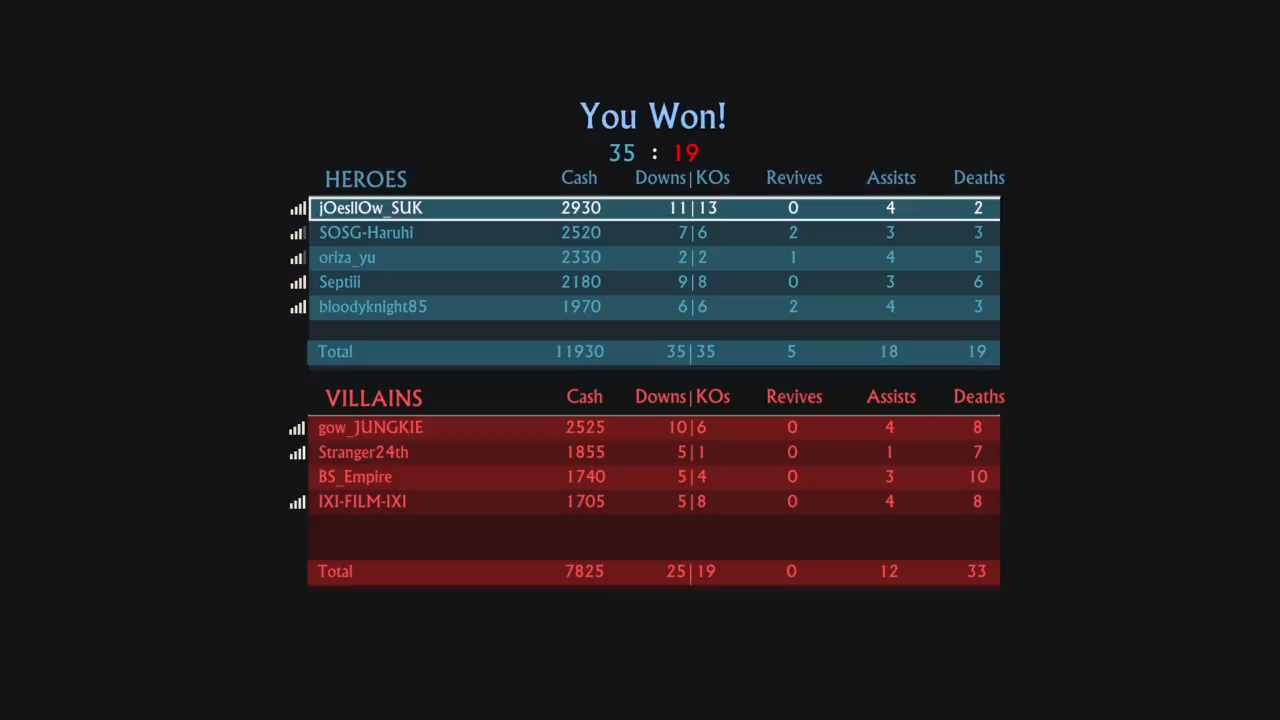 You Won!
35 : 19
HEROES Cash Downs|KOs Revives Assists Deaths
jOesllOw_SUK 2930 11|13 0 4 2
SOSG-Haruhi 2520 7|6 2 3 3
oriza_yu 2330 2|2 1 4 5
Septiii 2180 9|8 0 3 6
bloodyknight85 1970 6|6 2 4 3
Total 11930 35|35 5 18 19
VILLAINS Cash Downs|KOs Revives Assists Deaths
gow_JUNGKIE 2525 10|6 0 4 8
Stranger24th 1855 5|1 0 1 7
BS_Empire 1740 5|4 0 3 10
IXI-FILM-IXI 1705 5|8 0 4 8
Total 7825 25|19 0 12 33